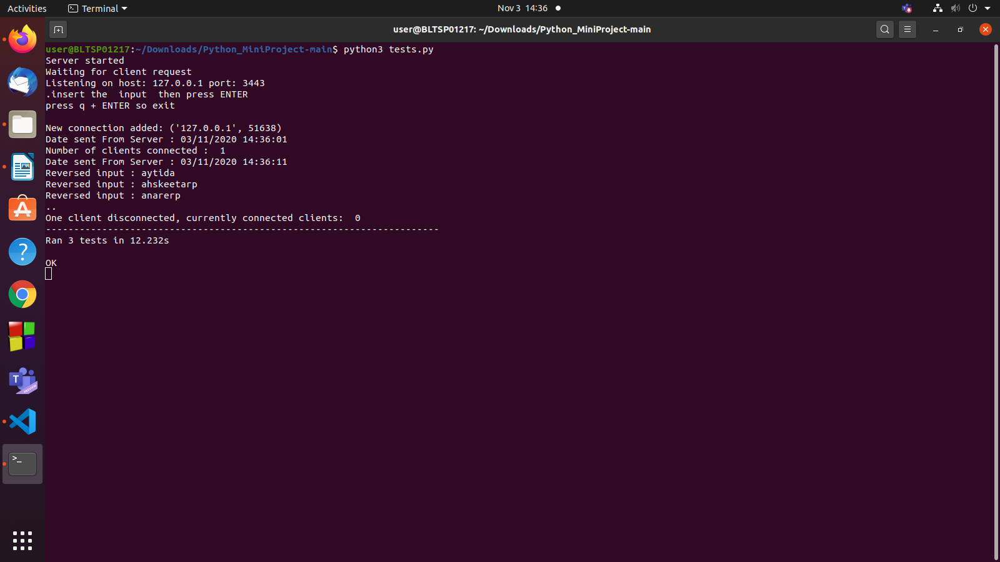 Activities
Terminal
Nov 3 14:36
user@BLTSP01217: ~/Downloads/Python_MiniProject-main
user@BLTSP01217:~/Downloads/Python_MiniProject-main$ python3 tests.py
Server started
Waiting for client request
Listening on host: 127.0.0.1 port: 3443
.insert the  input  then press ENTER
press q + ENTER so exit
New connection added: ('127.0.0.1', 51638)
Date sent From Server : 03/11/2020 14:36:01
Number of clients connected :  1
Date sent From Server : 03/11/2020 14:36:11
Reversed input : aytida
Reversed input : ahskeetarp
Reversed input : anarerp
..
One client disconnected, currently connected clients:  0
----------------------------------------------------------------------
Ran 3 tests in 12.232s
OK
T
PREVIEW
>_